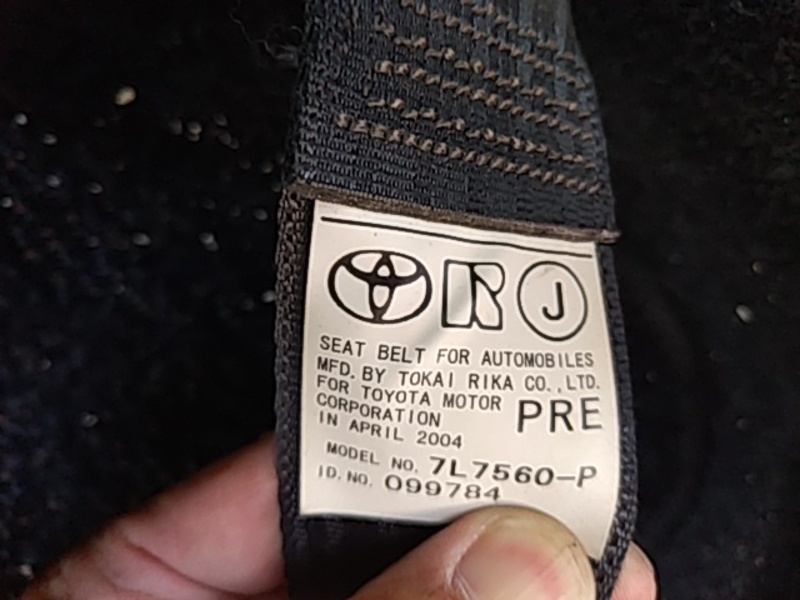 R J
SEAT BELT FOR AUTOMOBILES
MFD. BY TOKAI RIKA CO.,LTD.
FOR TOYOTA MOTOR
CORPORATION
IN APRIL 2004
PRE
MODEL NO. 7L7560-P
ID. NO. 099784